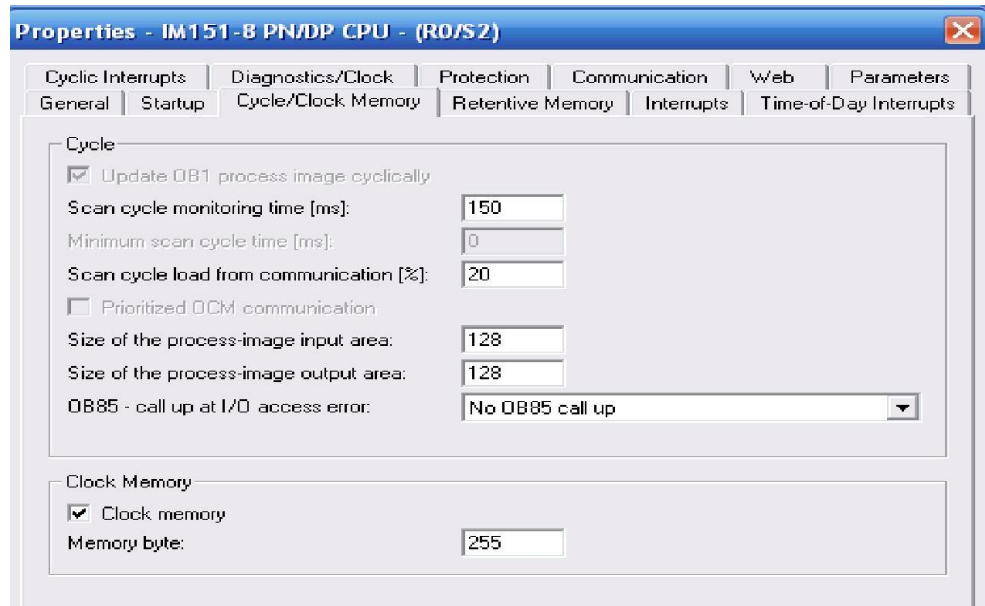 Properties - IM151-8 PN/DP CPU - (R0/S2)
Cyclic Interrupts Diagnostics/Clock Protection Communication Web Parameters
General Startup Cycle/Clock Memory Retentive Memory Interrupts Time-of-Day Interrupts
Cycle
Update OB1 process image cyclically
Scan cycle monitoring time [ms]: 150
Minimum scan cycle time [ms]: 0
Scan cycle load from communication [%]: 20
Prioritized OCM communication
Size of the process-image input area: 128
Size of the process-image output area: 128
OB85 - call up at I/O access error: No OB85 call up
Clock Memory
Clock memory
Memory byte: 255